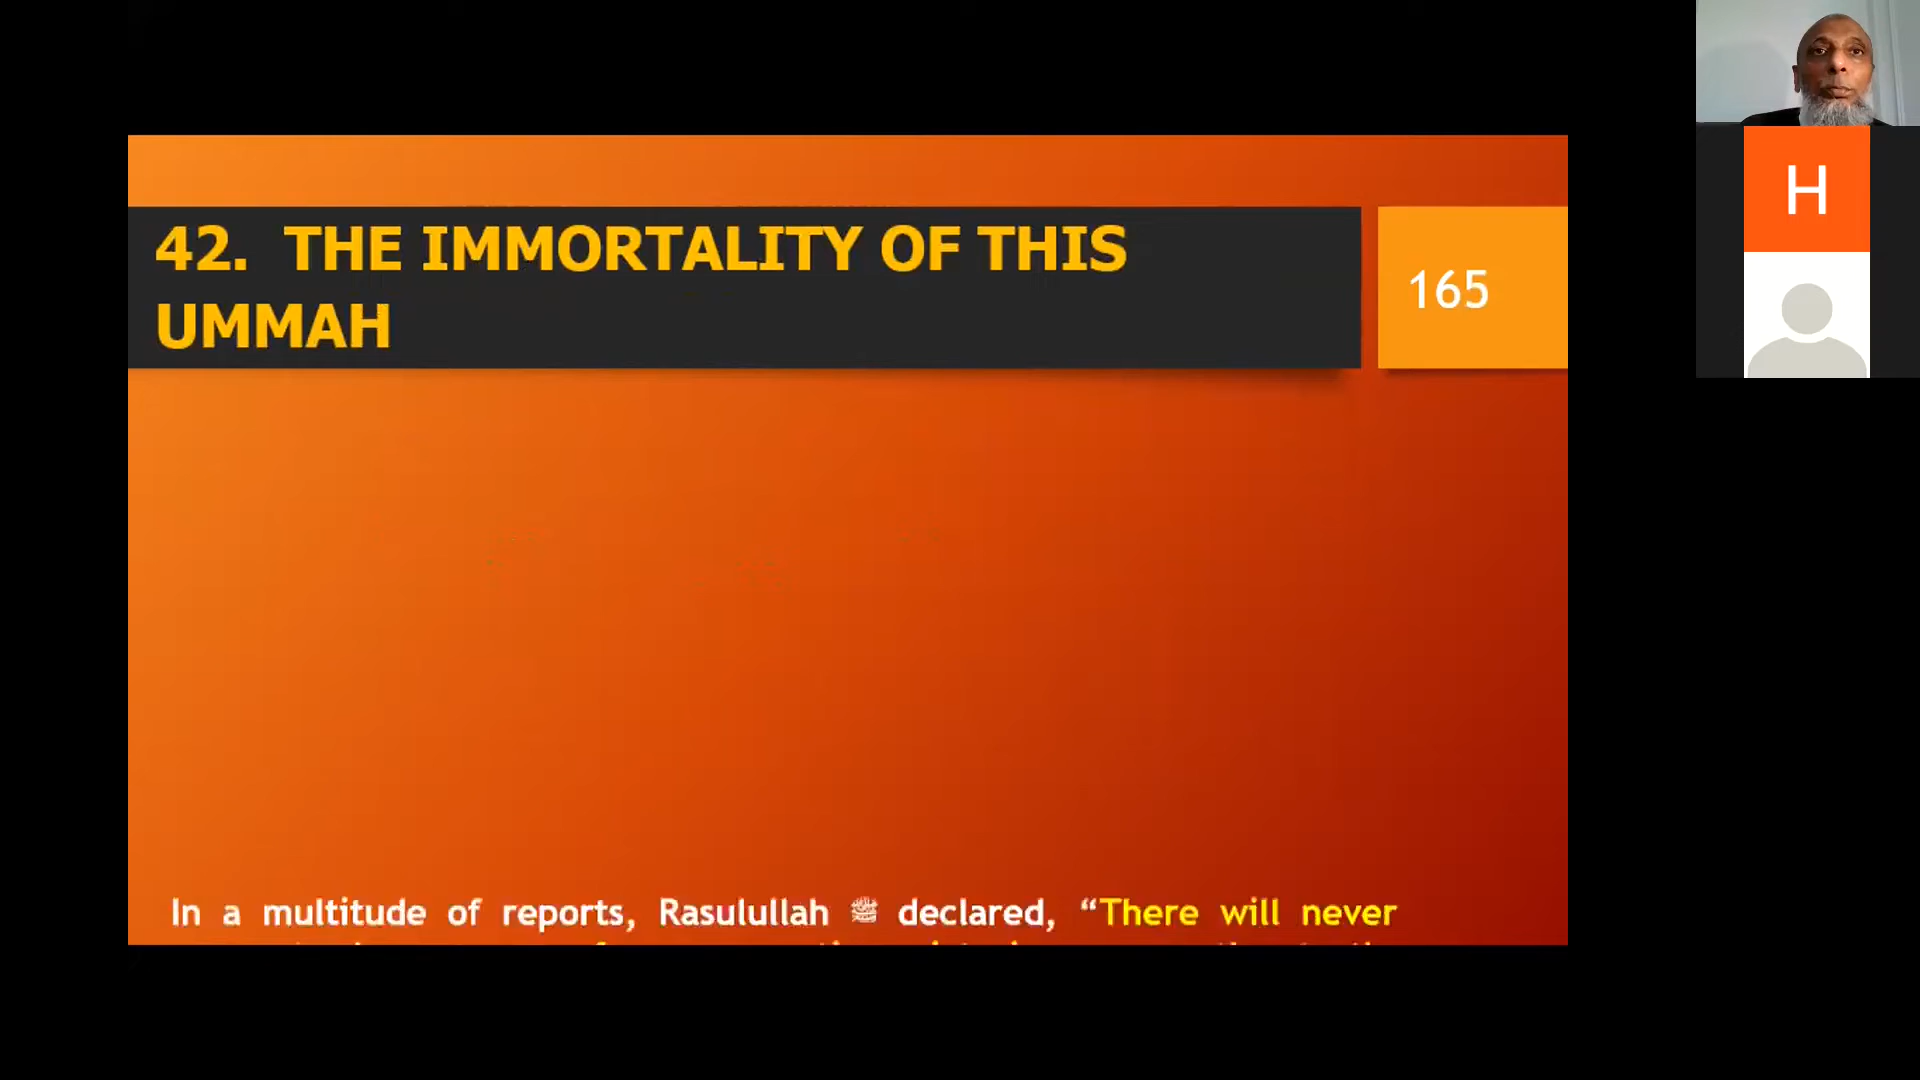 42. THE IMMORTALITY OF THIS
UMMAH
165
H
In a multitude of reports, Rasulullah ﷺ declared, “There will never